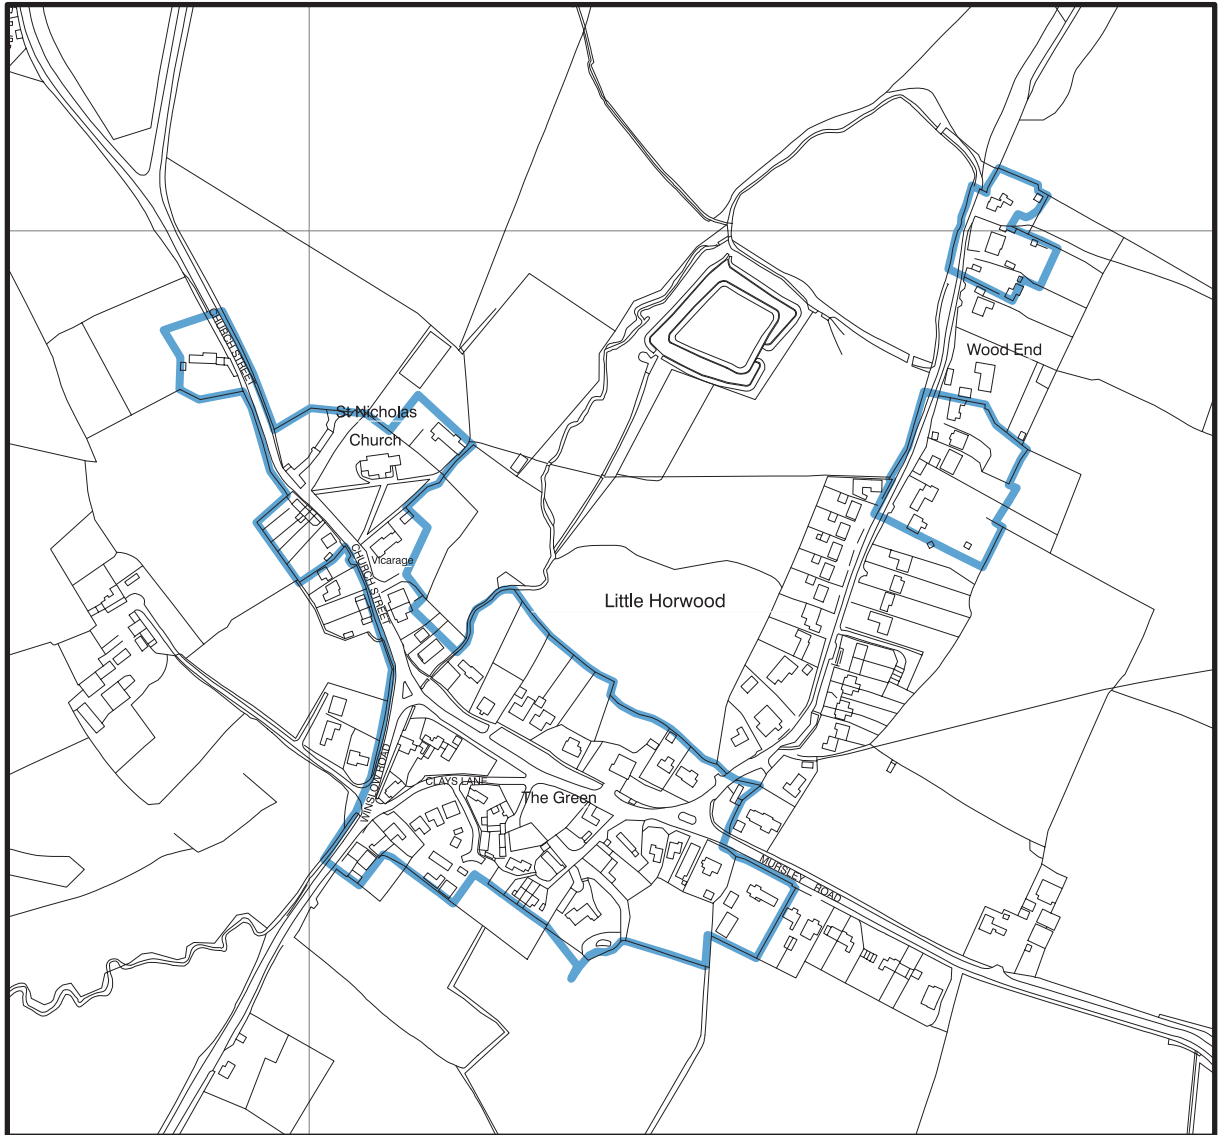 CHURCH STREET
Wood End
St Nicholas
Church
CHURCH STREET
Vicarage
Little Horwood
WINSLOW ROAD
CLAYS LANE
The Green
MURSLEY ROAD